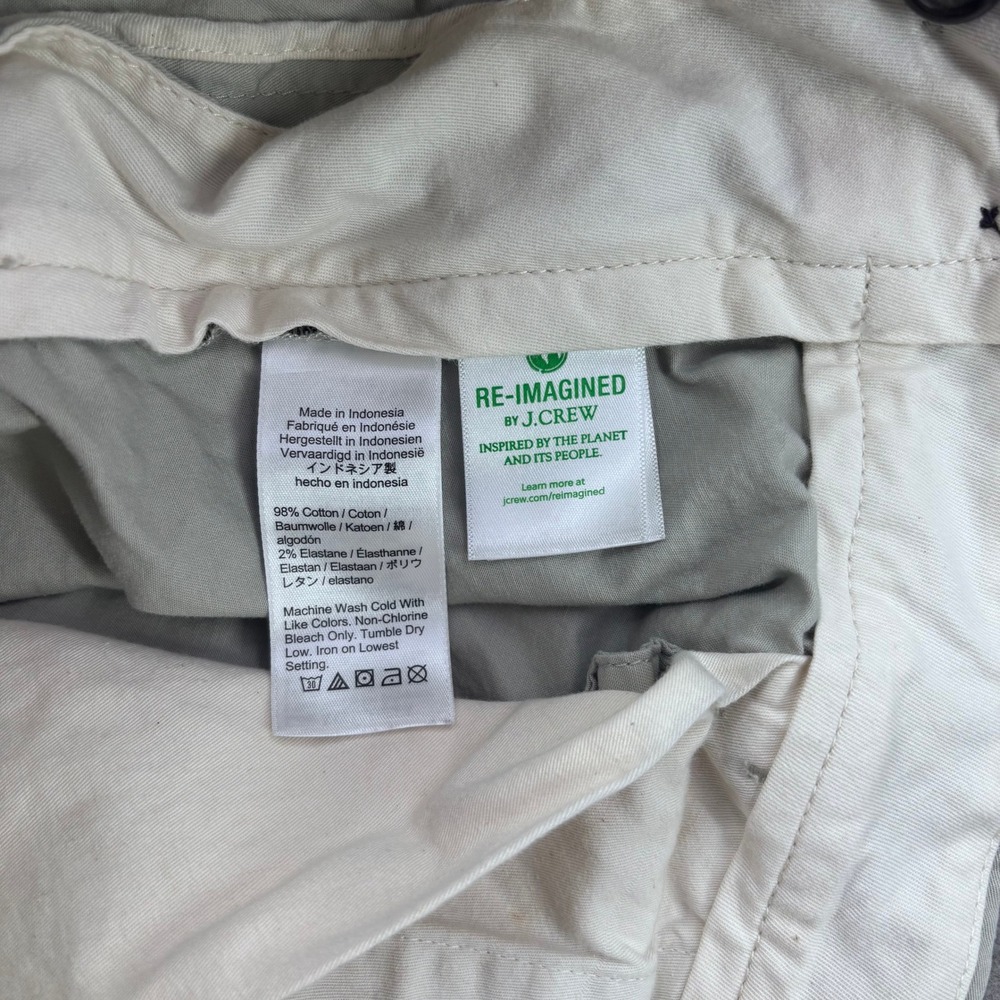 Made in Indonesia
Fabriqué en Indonésie
Hergestellt in Indonesien
Vervaardigd in Indonesië
インドネシア製
hecho en indonesia
98% Cotton / Coton /
Baumwolle / Katoen / 綿 /
algodón
2% Elastane / Élasthanne /
Elastan / Elastaan / ポリウ
レタン / elastano
Machine Wash Cold With
Like Colors. Non-Chlorine
Bleach Only. Tumble Dry
Low. Iron on Lowest
Setting.
30
RE-IMAGINED
BY J.CREW
INSPIRED BY THE PLANET
AND ITS PEOPLE.
Learn more at
jcrew.com/reimagined